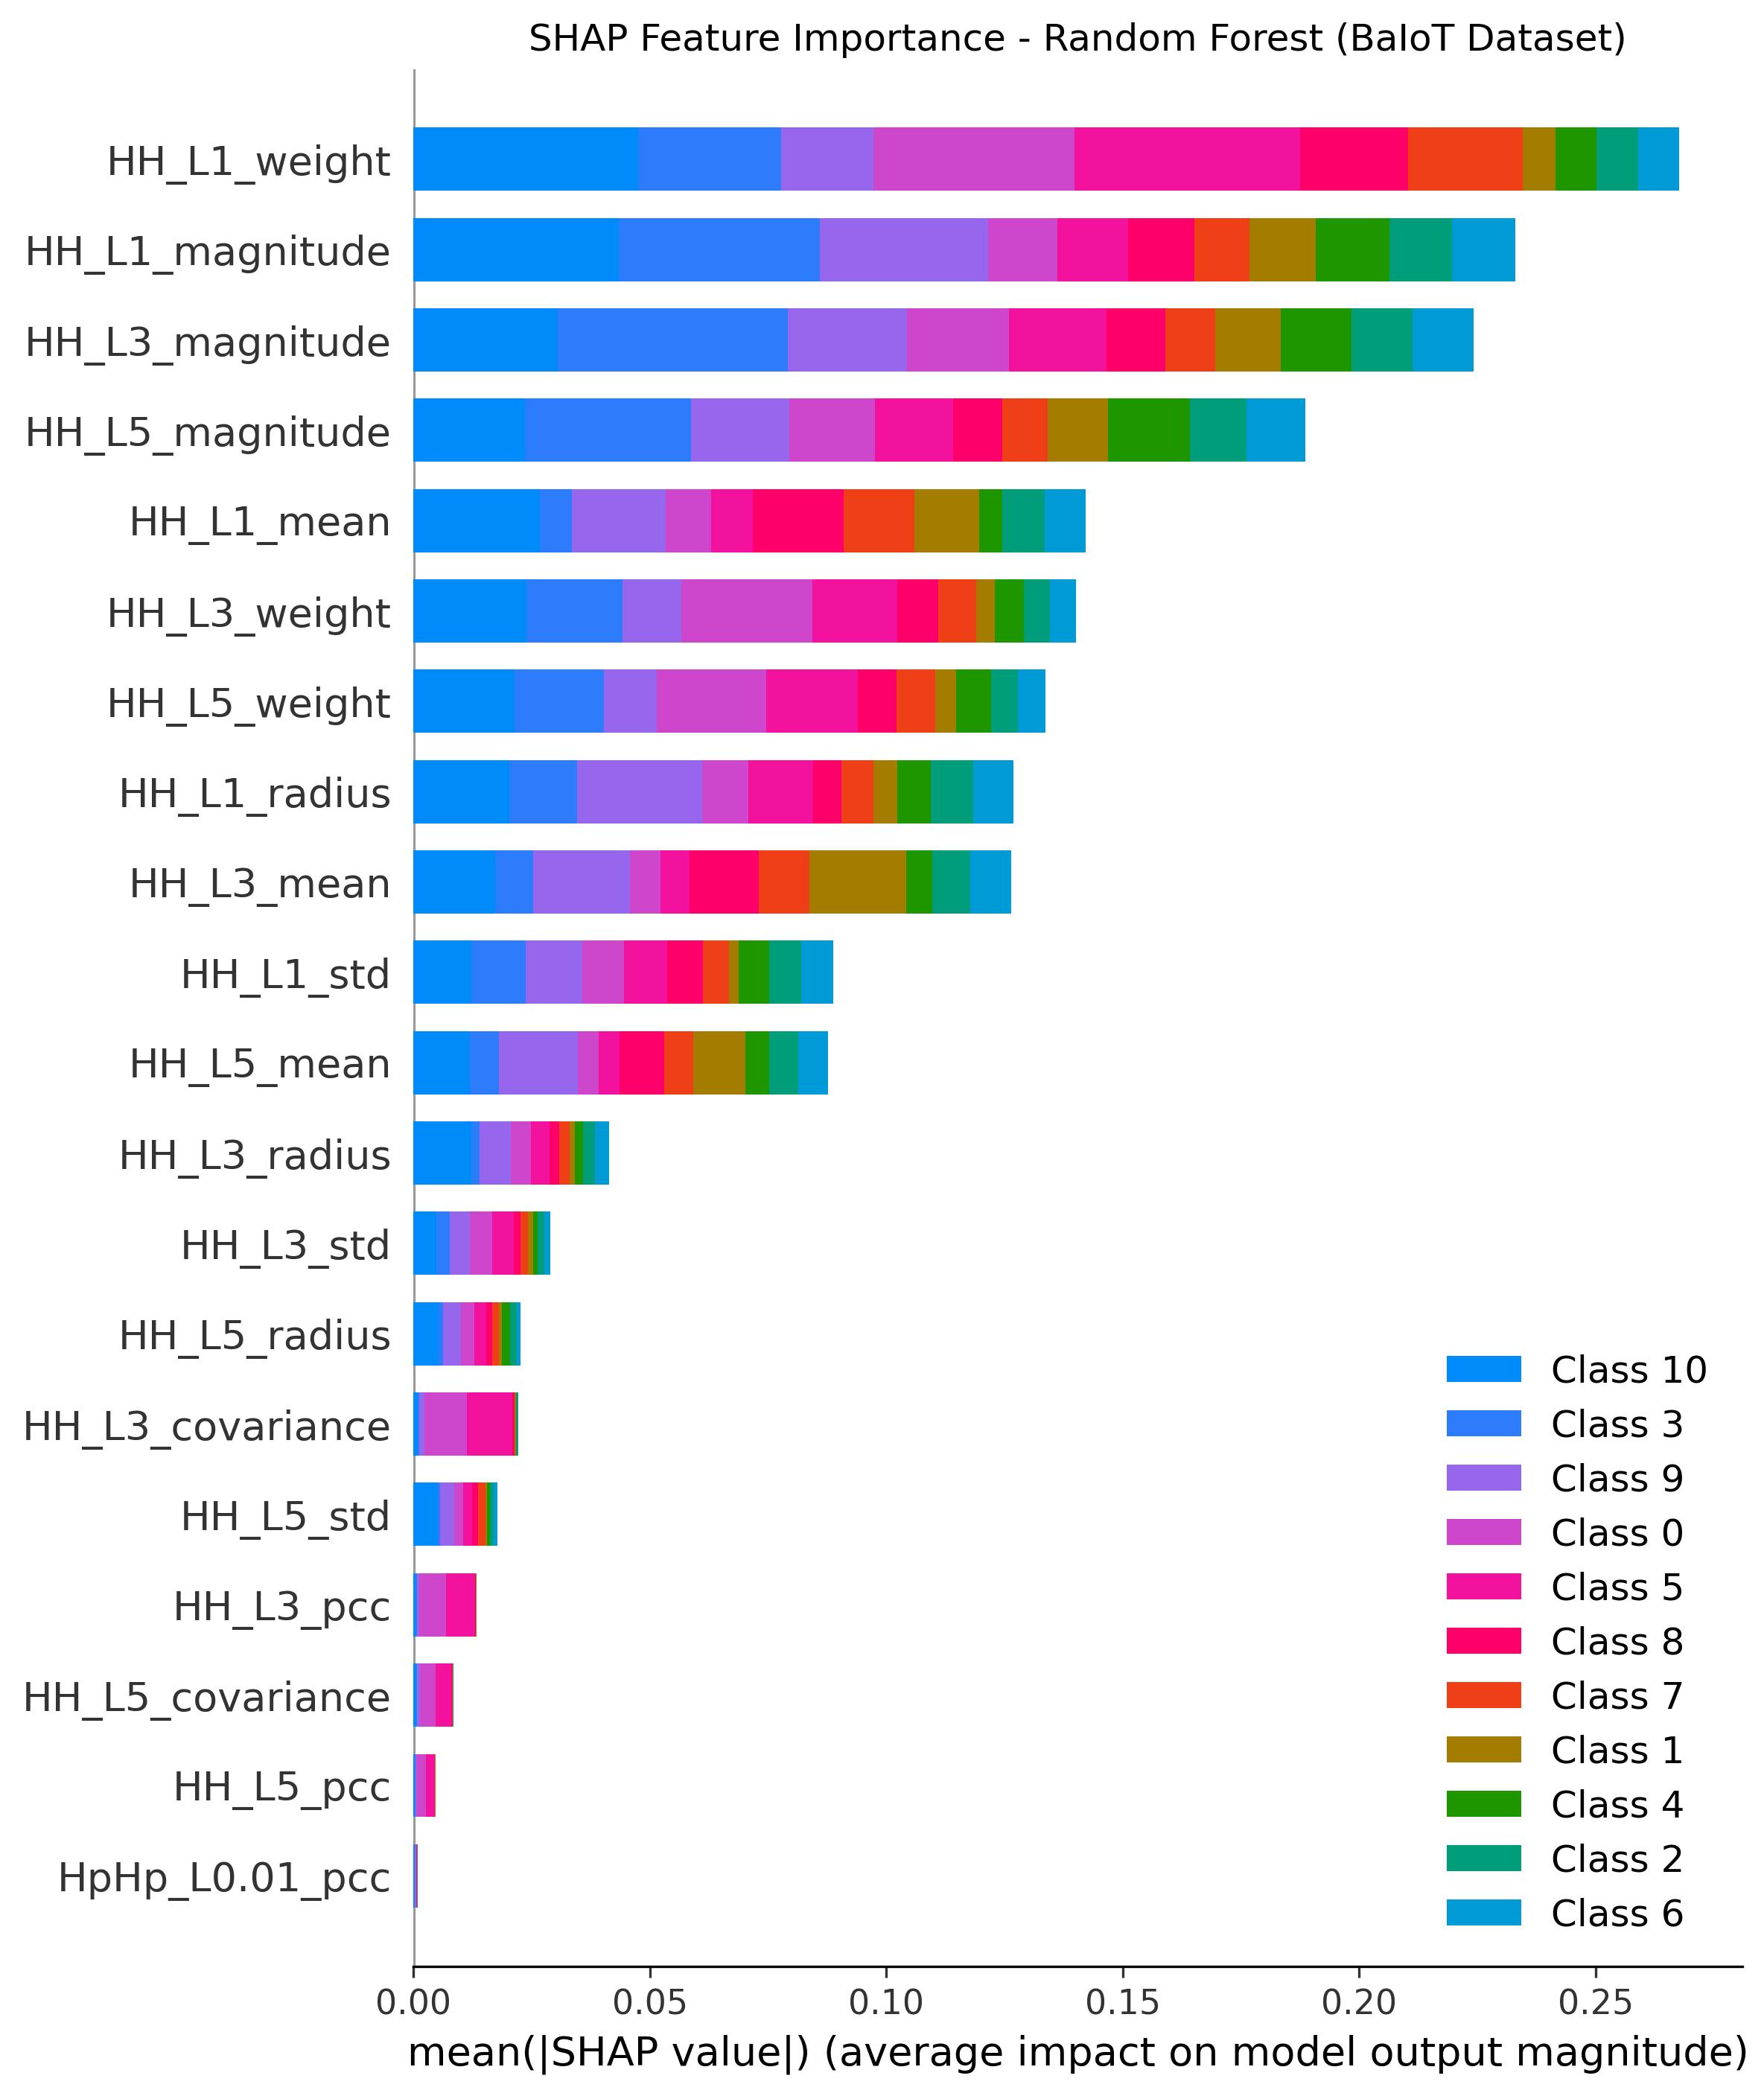 SHAP Feature Importance - Random Forest (BaIoT Dataset)
HH_L1_weight
HH_L1_magnitude
HH_L3_magnitude
HH_L5_magnitude
HH_L1_mean
HH_L3_weight
HH_L5_weight
HH_L1_radius
HH_L3_mean
HH_L1_std
HH_L5_mean
HH_L3_radius
HH_L3_std
HH_L5_radius
HH_L3_covariance
HH_L5_std
HH_L3_pcc
HH_L5_covariance
HH_L5_pcc
HpHp_L0.01_pcc
Class 10
Class 3
Class 9
Class 0
Class 5
Class 8
Class 7
Class 1
Class 4
Class 2
Class 6
0.00 0.05 0.10 0.15 0.20 0.25
mean(|SHAP value|) (average impact on model output magnitude)